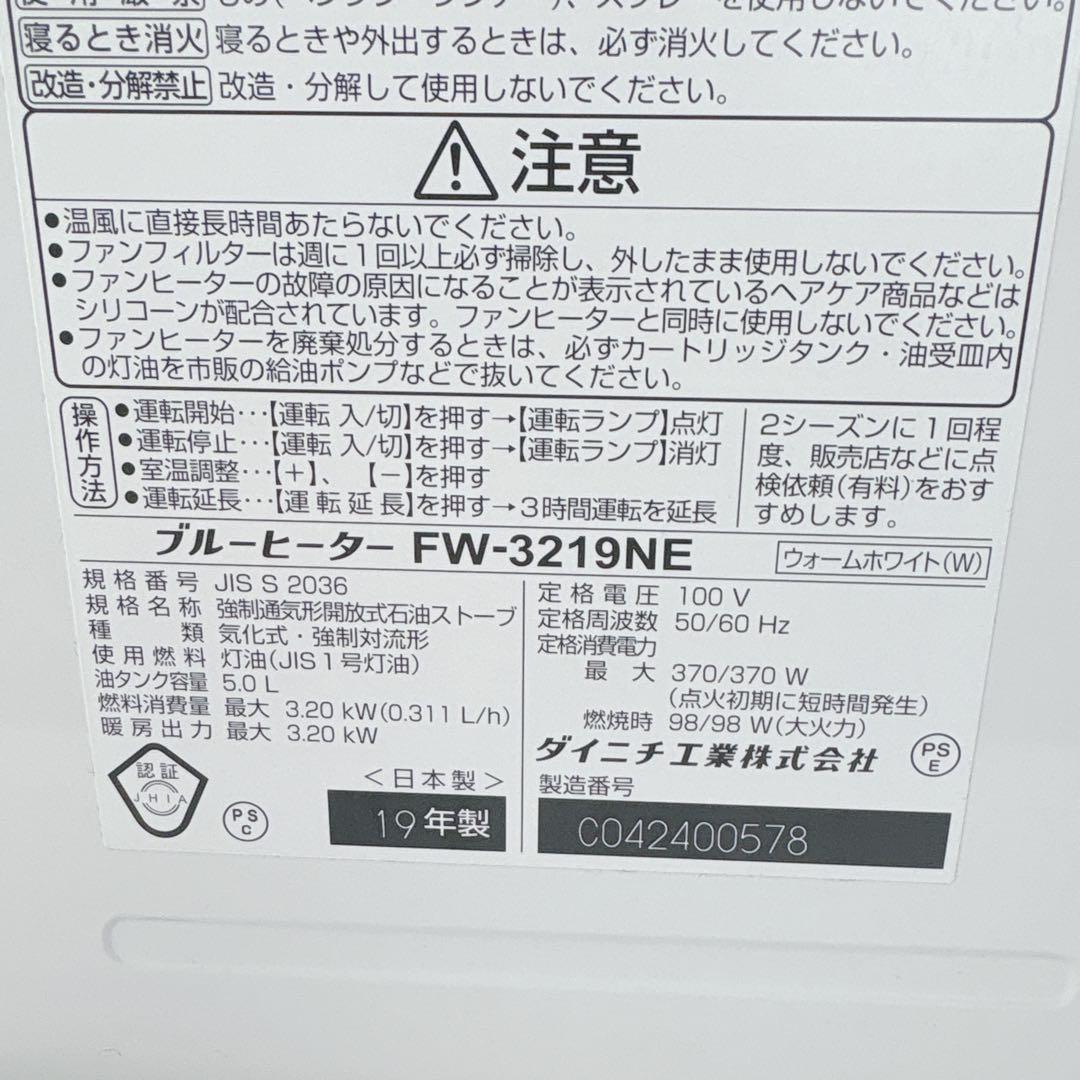 を使用しないでください。
寝るとき消火 寝るときや外出するときは、必ず消火してください。
改造・分解禁止 改造・分解して使用しないでください。
注意
●温風に直接長時間あたらないでください。
●ファンフィルターは週に1回以上必ず掃除し、外したまま使用しないでください。
●ファンヒーターの故障の原因になることが表示されているヘアケア商品などは
シリコーンが配合されています。ファンヒーターと同時に使用しないでください。
●ファンヒーターを廃棄処分するときは、必ずカートリッジタンク・油受皿内
の灯油を市販の給油ポンプなどで抜いてください。
操作方法
●運転開始…【運転 入/切】を押す→【運転ランプ】点灯
●運転停止…【運転 入/切】を押す→【運転ランプ】消灯
●室温調整…【+】、【−】を押す
●運転延長…【運転延長】を押す→3時間運転を延長
2シーズンに1回程
度、販売店などに点
検依頼(有料)をおす
すめします。
ブルーヒーター FW-3219NE
ウォームホワイト(W)
規格番号 JIS S 2036
規格名称 強制通気形開放式石油ストーブ
種類 気化式・強制対流形
使用燃料 灯油(JIS1号灯油)
油タンク容量 5.0 L
燃料消費量 最大 3.20 kW(0.311 L/h)
暖房出力 最大 3.20 kW
認証
JHIA
PS
C
<日本製>
19年製
定格電圧 100 V
定格周波数 50/60 Hz
定格消費電力
最大 370/370 W
(点火初期に短時間発生)
燃焼時 98/98 W(大火力)
ダイニチ工業株式会社
PS
E
製造番号
C042400578